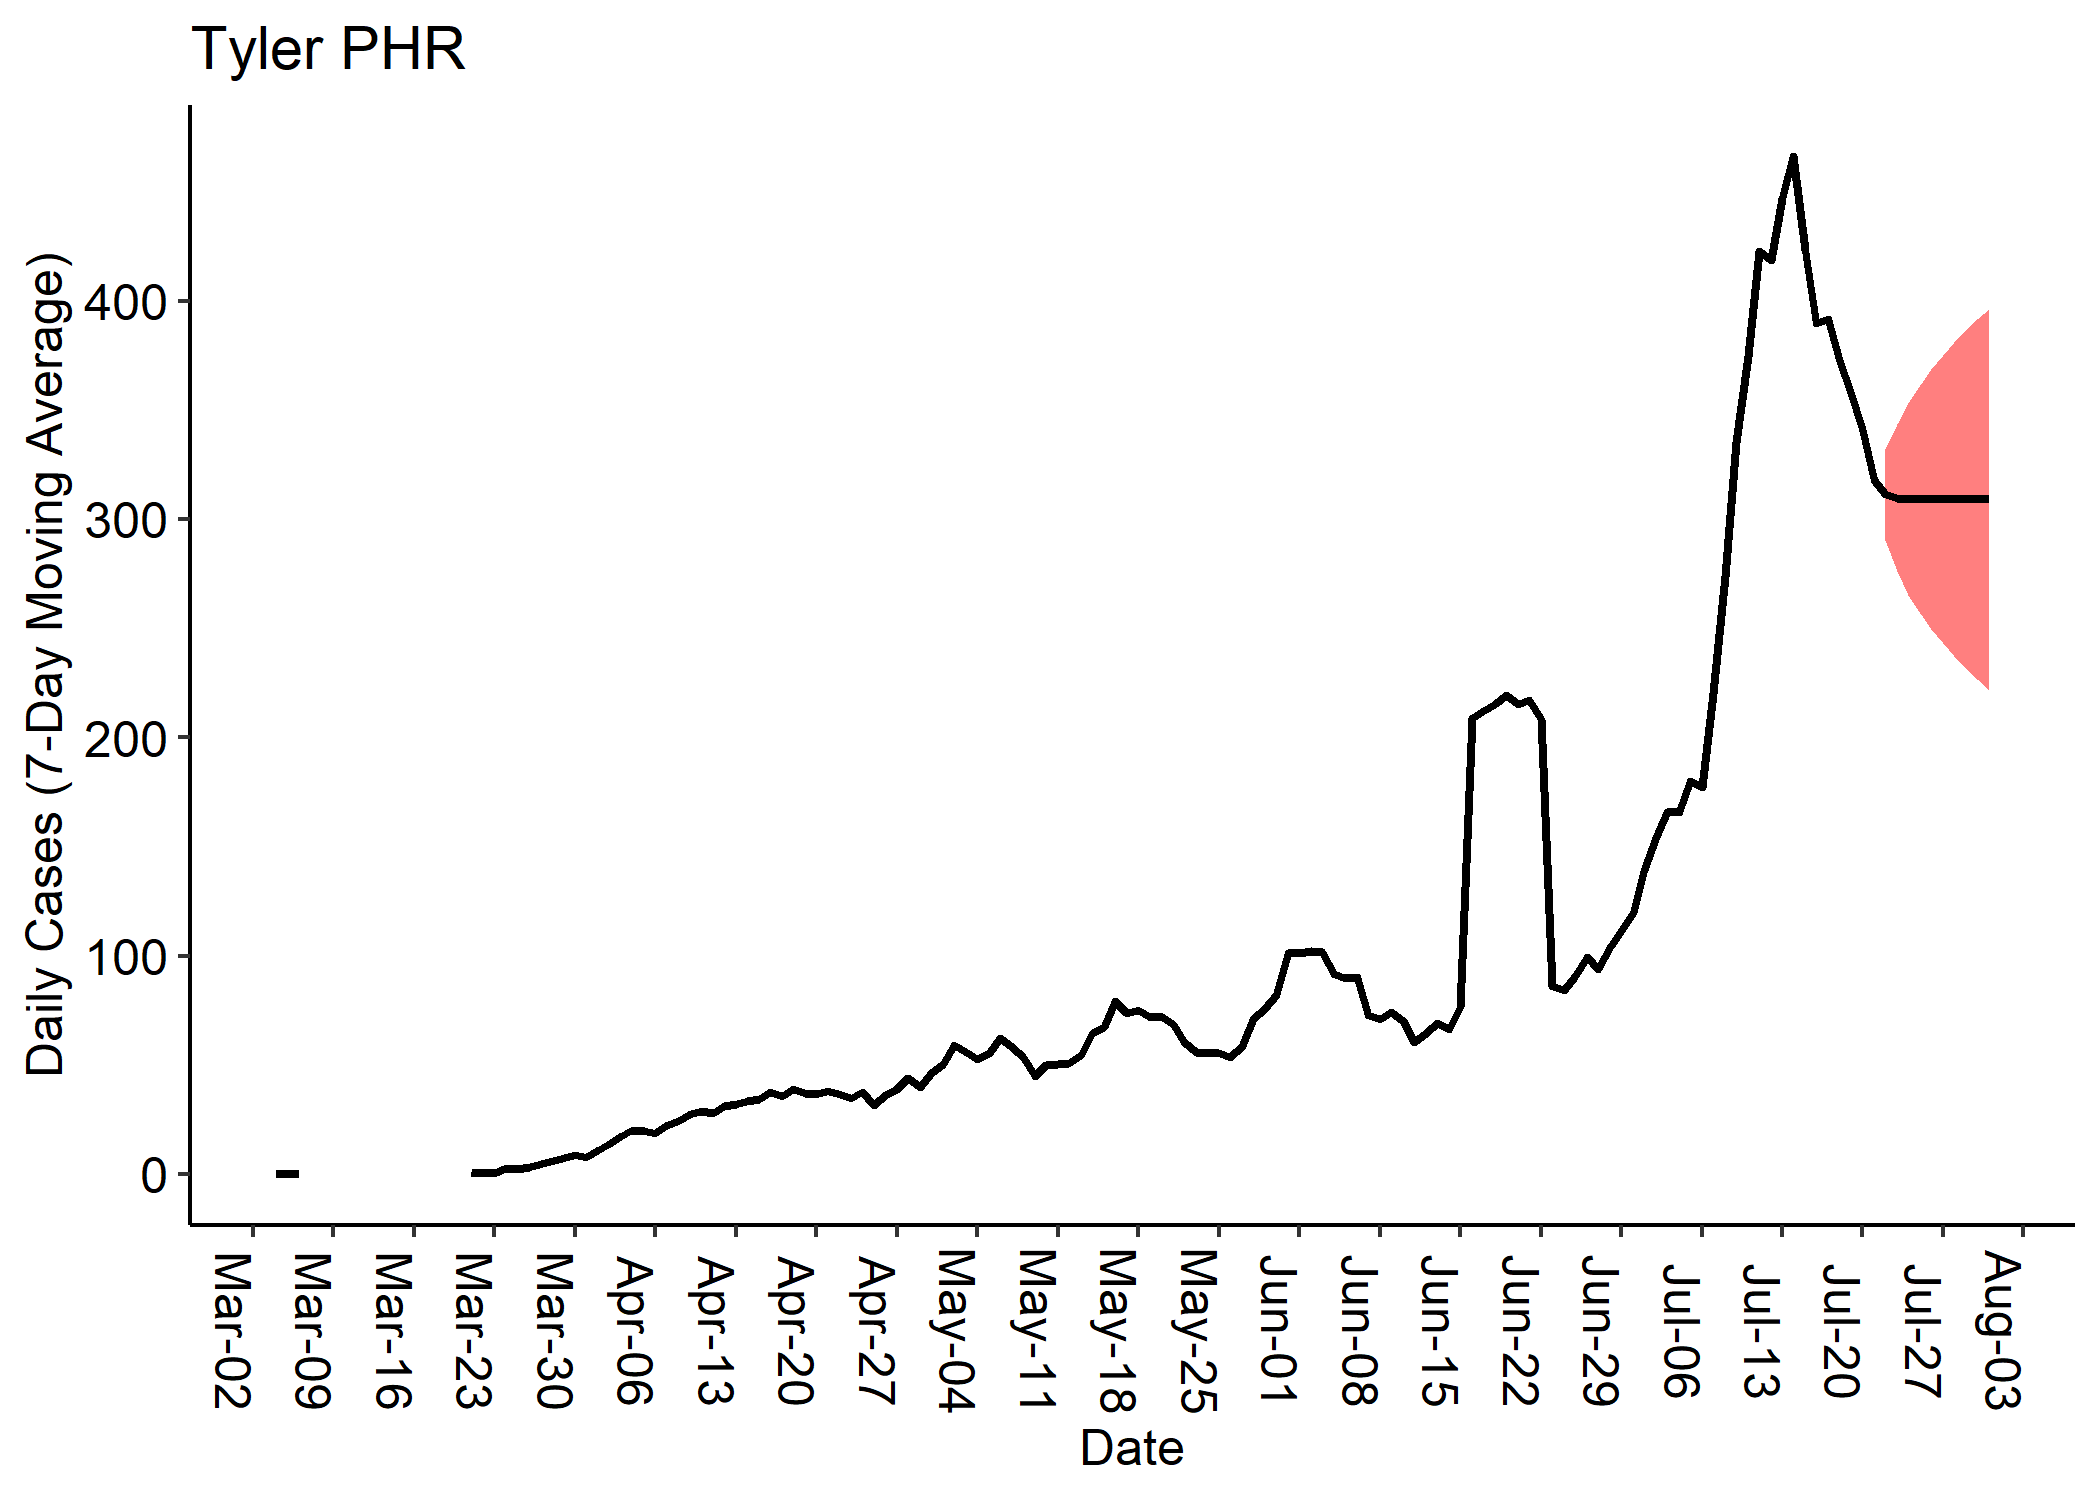 Tyler PHR
Daily Cases (7-Day Moving Average)
400
300
200
100
0
Mar-02
Mar-09
Mar-16
Mar-23
Mar-30
Apr-06
Apr-13
Apr-20
Apr-27
May-04
May-11
May-18
May-25
Jun-01
Jun-08
Jun-15
Jun-22
Jun-29
Jul-06
Jul-13
Jul-20
Jul-27
Aug-03
Date